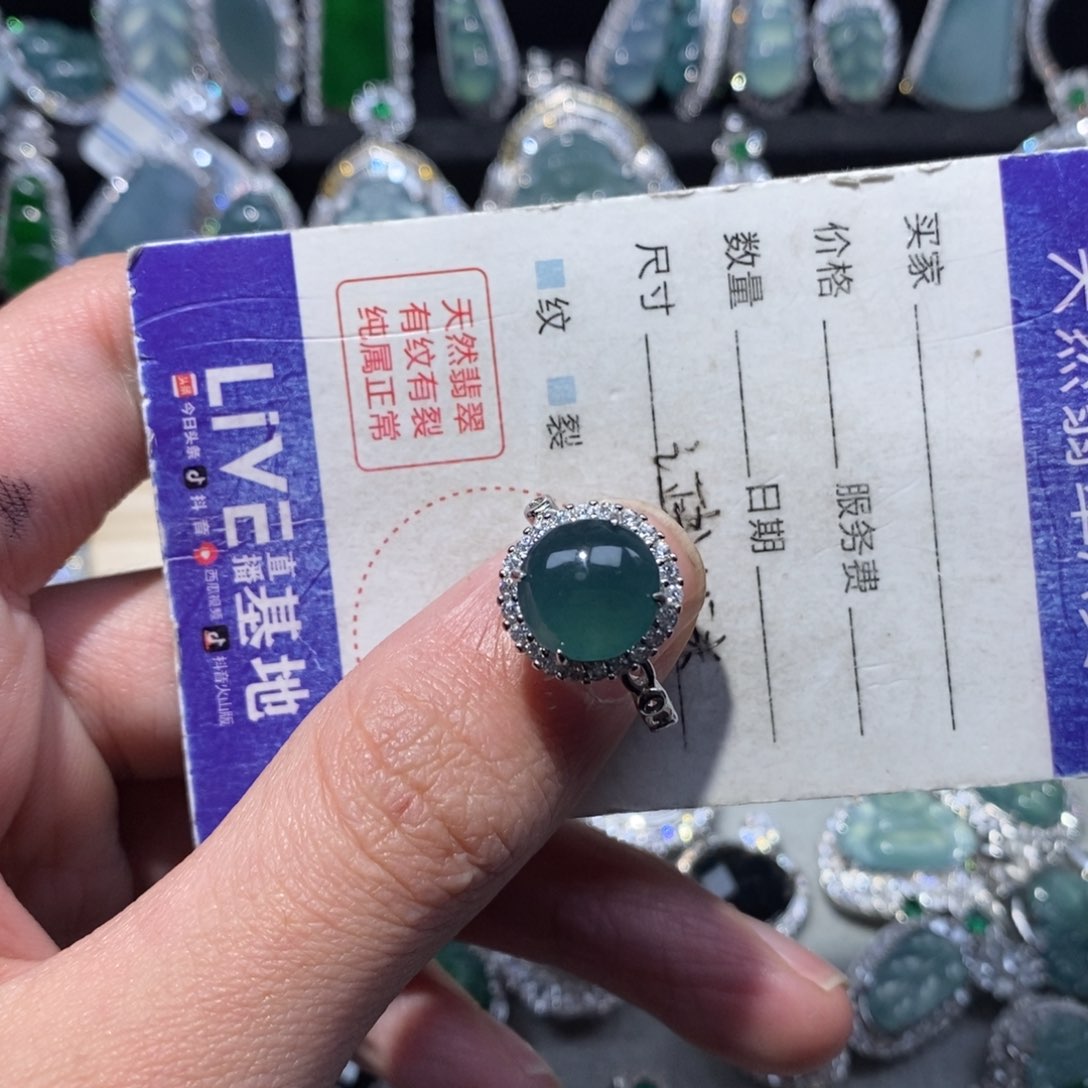 买家
价格
服务费
数量
日期
尺寸
纹
裂
天然翡翠
有纹有裂
纯属正常
LiVE直播基地
今日头条
抖音
西瓜视频
抖音火山版